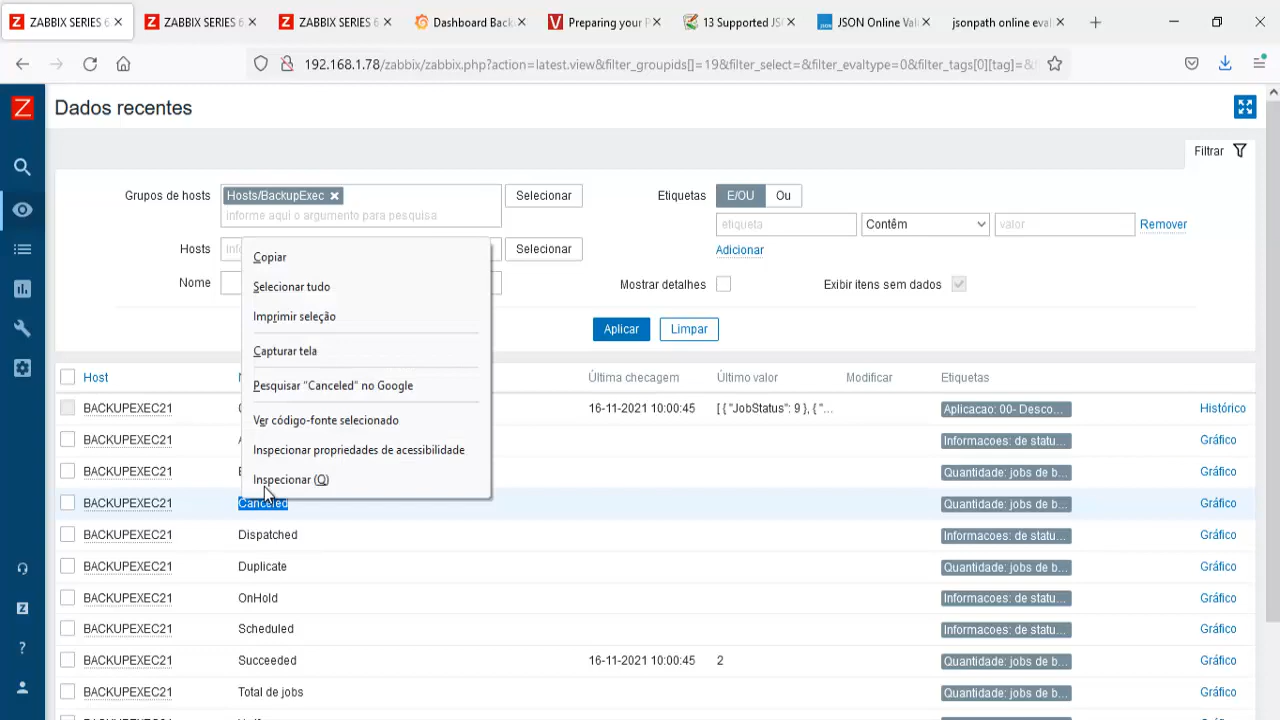 ZABBIX SERIES 6
ZABBIX SERIES 6
ZABBIX SERIES 6
Dashboard Back
Preparing your P
13 Supported JS
JSON Online Vali
jsonpath online eval
192.168.1.78/zabbix/zabbix.php?action=latest.view&filter_groupids[]=19&filter_select=&filter_evaltype=0&filter_tags[0][tag]=&
Z
Dados recentes
Filtrar
Grupos de hosts
Hosts/BackupExec
Selecionar
Etiquetas
E/OU
Ou
informe aqui o argumento para pesquisa
etiqueta
Contêm
valor
Remover
Hosts
Selecionar
Adicionar
Nome
Mostrar detalhes
Exibir itens sem dados
Aplicar
Limpar
Copiar
Selecionar tudo
Imprimir seleção
Capturar tela
Pesquisar "Canceled" no Google
Ver código-fonte selecionado
Inspecionar propriedades de acessibilidade
Inspecionar (Q)
Host
Última checagem
Último valor
Modificar
Etiquetas
BACKUPEXEC21
16-11-2021 10:00:45
[ { "JobStatus": 9 }, { "...
Aplicacao: 00- Desco...
Histórico
BACKUPEXEC21
Informacoes: de statu...
Gráfico
BACKUPEXEC21
Quantidade: jobs de b...
Gráfico
BACKUPEXEC21
Canceled
Quantidade: jobs de b...
Gráfico
BACKUPEXEC21
Dispatched
Informacoes: de statu...
Gráfico
BACKUPEXEC21
Duplicate
Quantidade: jobs de b...
Gráfico
BACKUPEXEC21
OnHold
Informacoes: de statu...
Gráfico
BACKUPEXEC21
Scheduled
Informacoes: de statu...
Gráfico
BACKUPEXEC21
Succeeded
16-11-2021 10:00:45
2
Quantidade: jobs de b...
Gráfico
BACKUPEXEC21
Total de jobs
Quantidade: jobs de b...
Gráfico